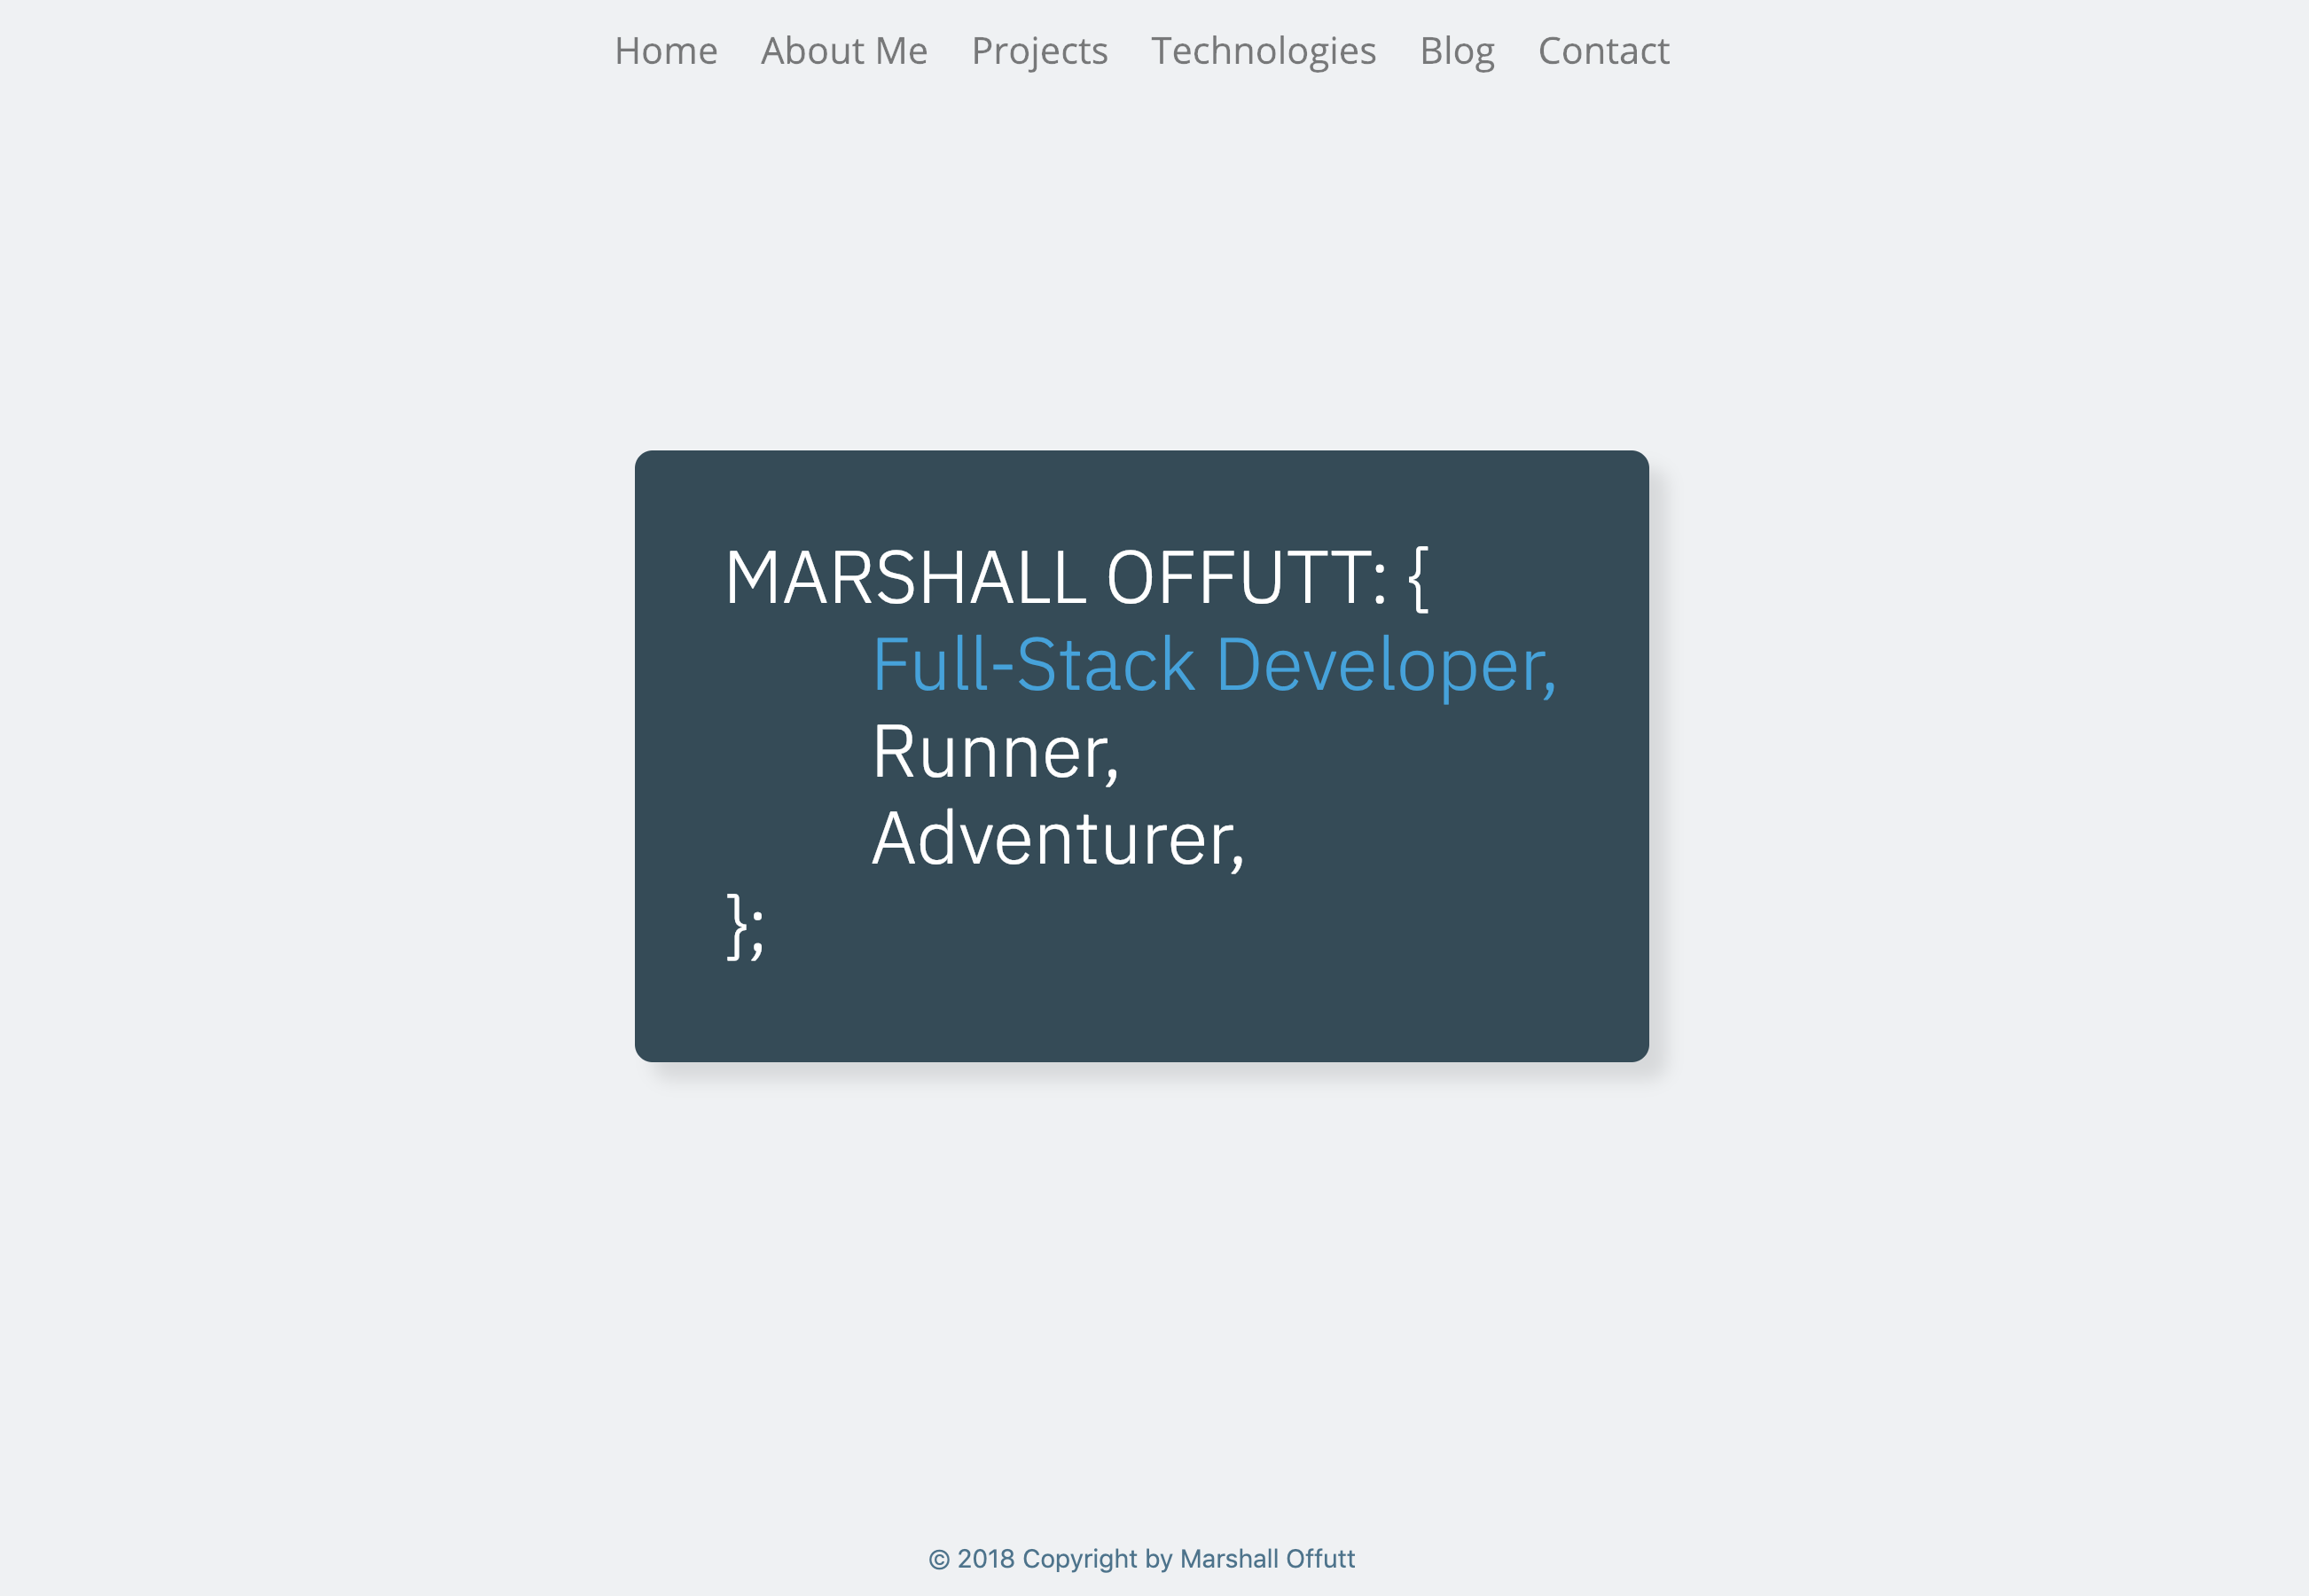 Home About Me Projects Technologies Blog Contact
MARSHALL OFFUTT: {
Full-Stack Developer,
Runner,
Adventurer,
};
© 2018 Copyright by Marshall Offutt